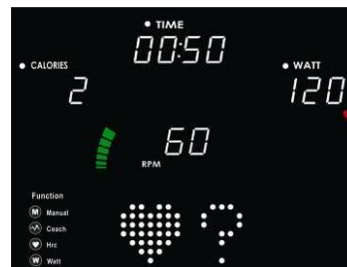 TIME
00:50
CALORIES
2
WATT
120
60
RPM
Function
M Manual
Coach
Hrc
W Watt
?